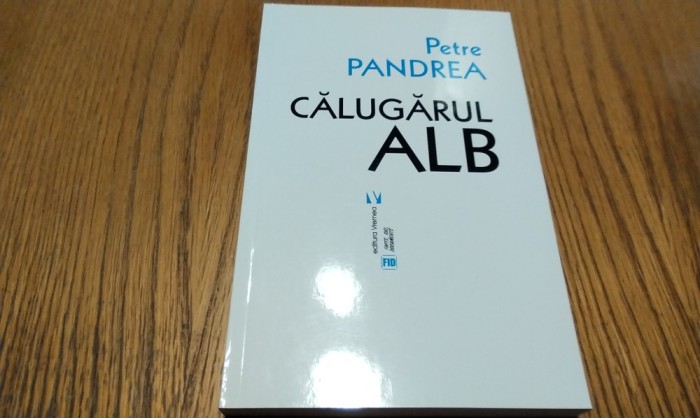 Petre
PANDREA
CĂLUGĂRUL
ALB
editura Vremea
FID